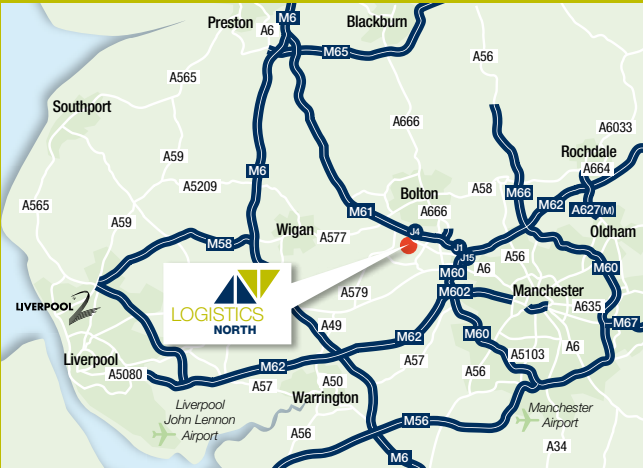 Preston
M6
Blackburn
A6
M65
A56
A565
Southport
A666
A6033
Rochdale
A59
A664
M6
A5209
Bolton
A58
M66
A565
A59
M61
A666
M62
A627(M)
Wigan
J4
Oldham
M58
A577
J1
J15
A56
M60
M60
A6
LOGISTICS
NORTH
A579
M602
Manchester
LIVERPOOL
A635
A49
M67
M62
M60
Liverpool
M62
A57
A5103
A6
A5080
A57
A50
A56
Warrington
Liverpool
John Lennon
Airport
M56
Manchester
Airport
A56
A34
M6